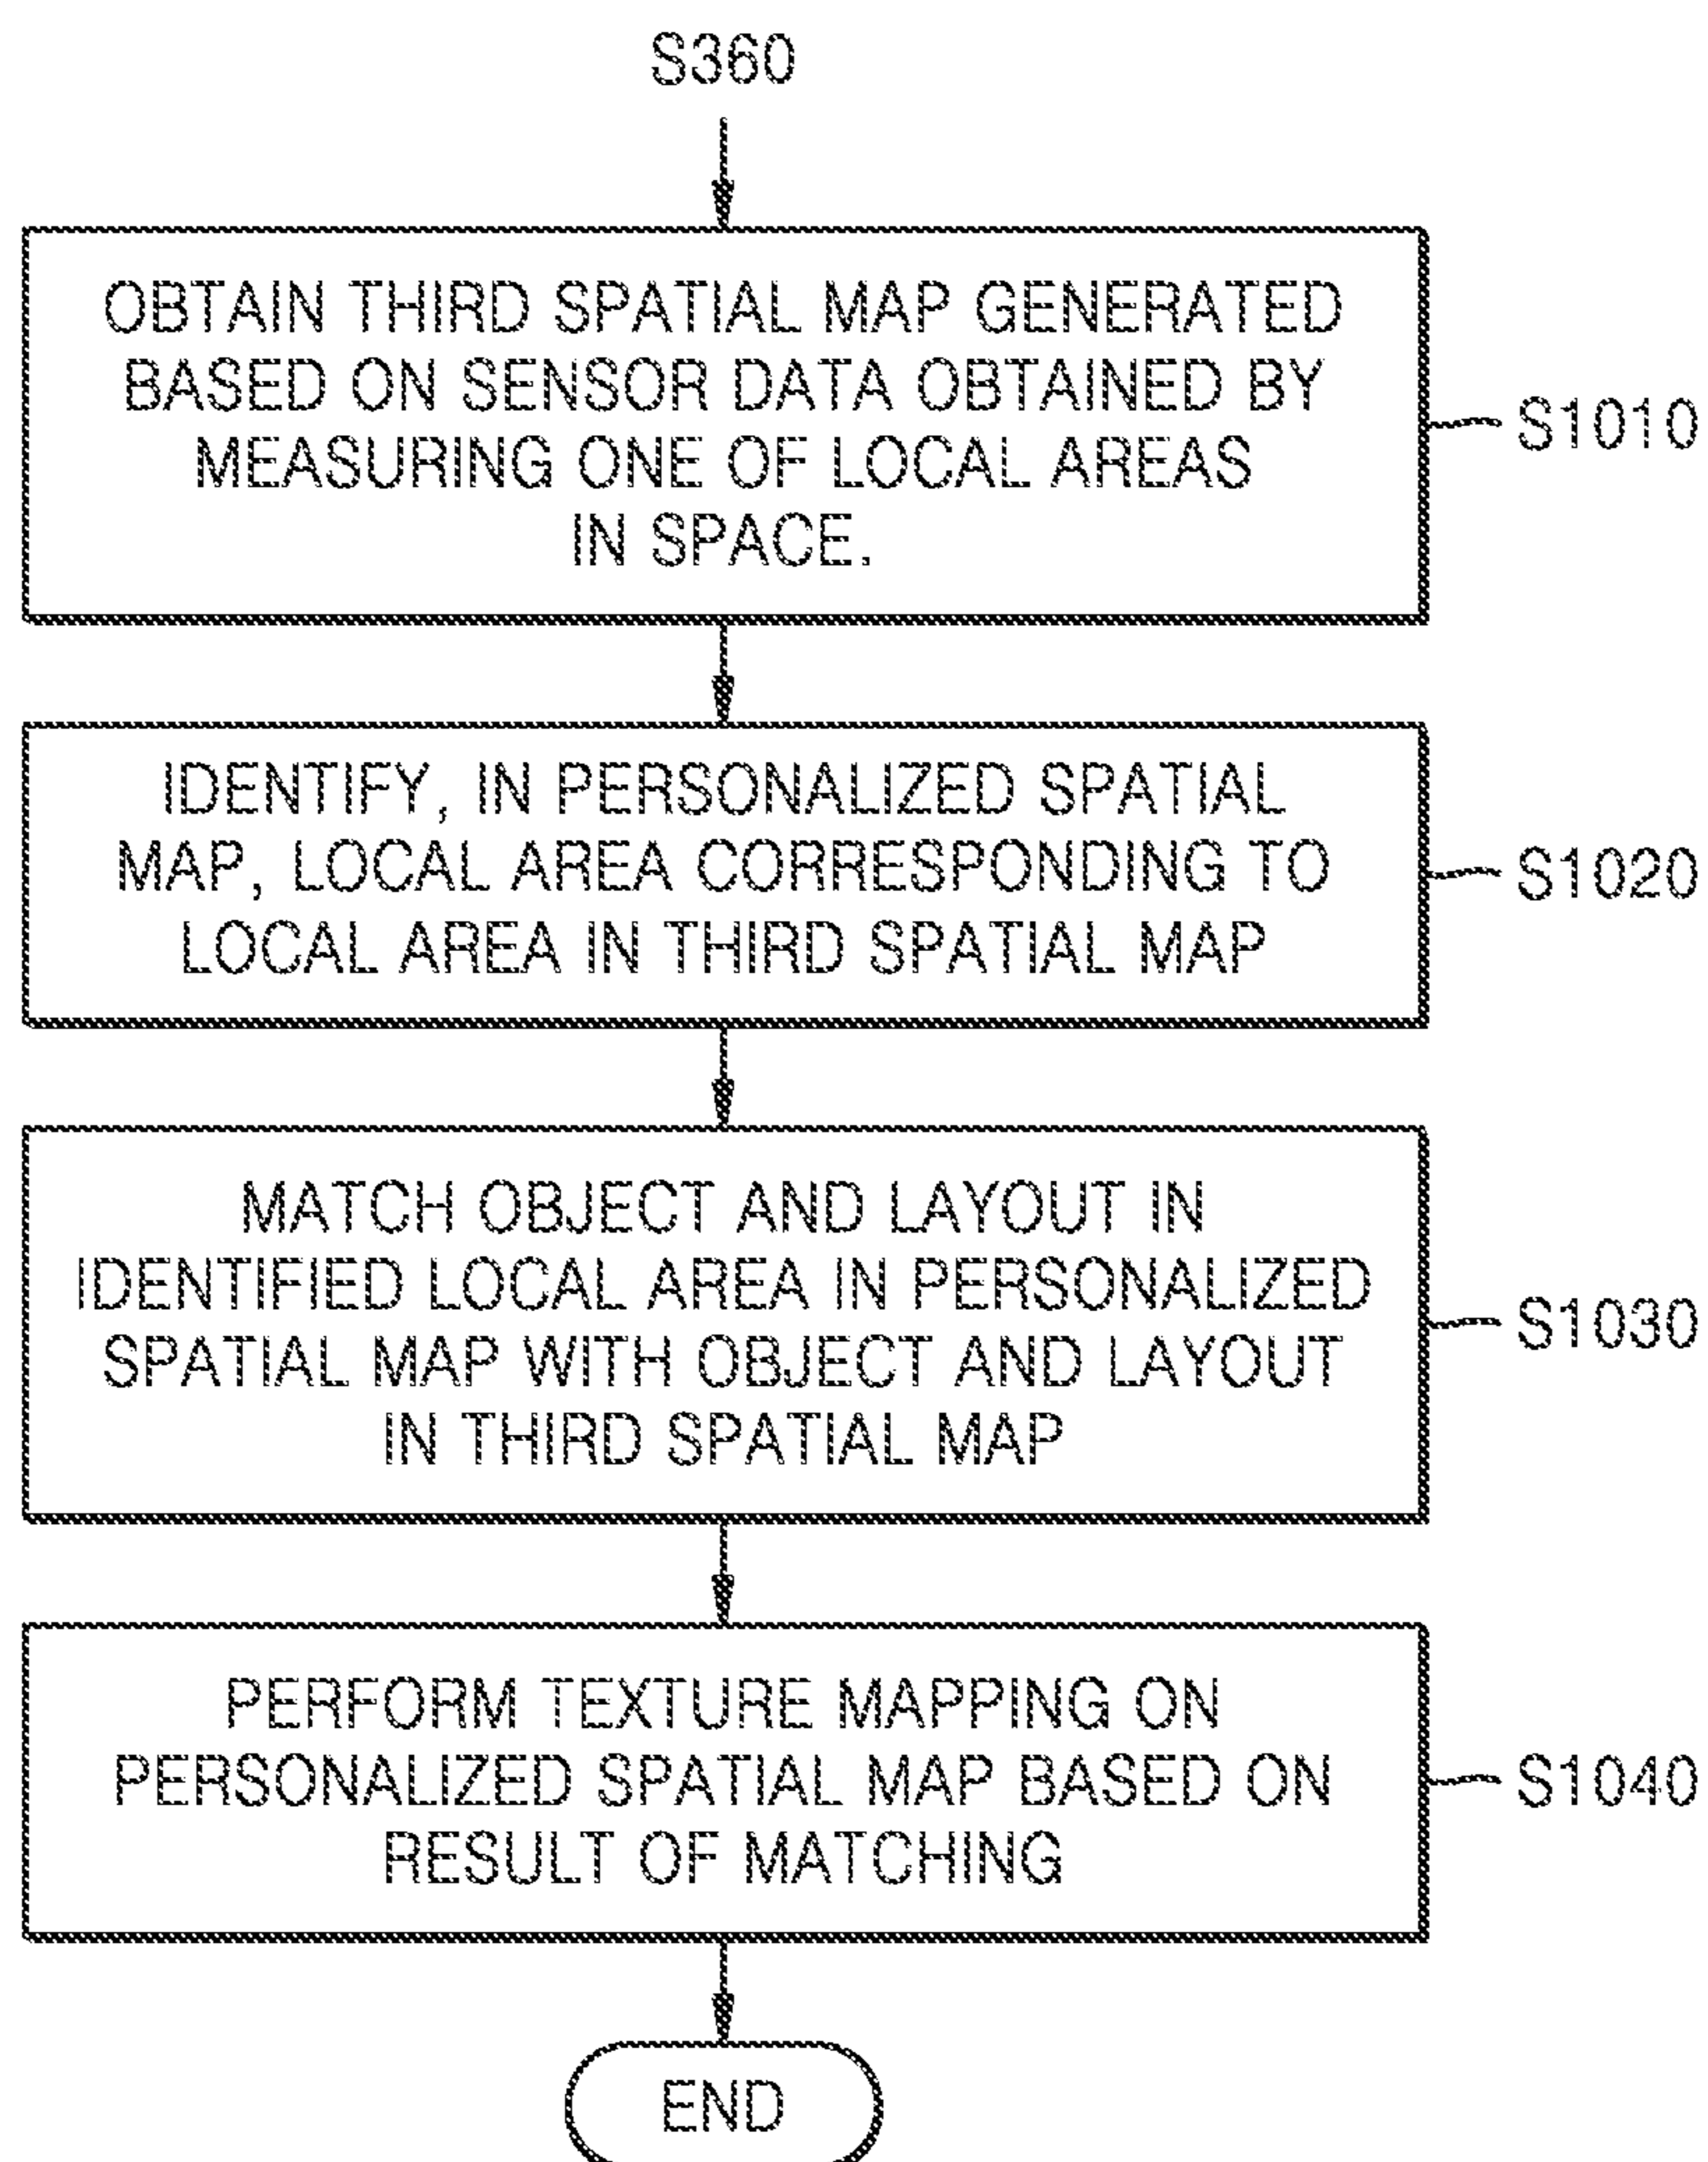 S360
OBTAIN THIRD SPATIAL MAP GENERATED
BASED ON SENSOR DATA OBTAINED BY
MEASURING ONE OF LOCAL AREAS
IN SPACE.
S1010
IDENTIFY, IN PERSONALIZED SPATIAL
MAP, LOCAL AREA CORRESPONDING TO
LOCAL AREA IN THIRD SPATIAL MAP
S1020
MATCH OBJECT AND LAYOUT IN
IDENTIFIED LOCAL AREA IN PERSONALIZED
SPATIAL MAP WITH OBJECT AND LAYOUT
IN THIRD SPATIAL MAP
S1030
PERFORM TEXTURE MAPPING ON
PERSONALIZED SPATIAL MAP BASED ON
RESULT OF MATCHING
S1040
END